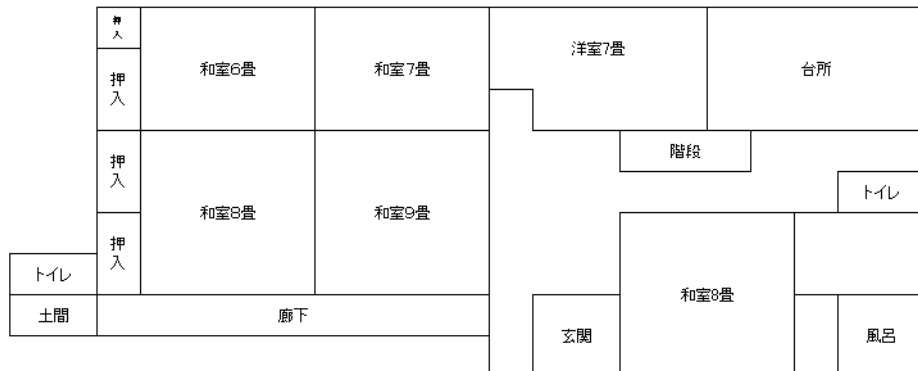 押入
和室6畳
和室7畳
洋室7畳
台所
押入
階段
押入
和室8畳
和室9畳
トイレ
押入
トイレ
和室8畳
土間
廊下
玄関
風呂